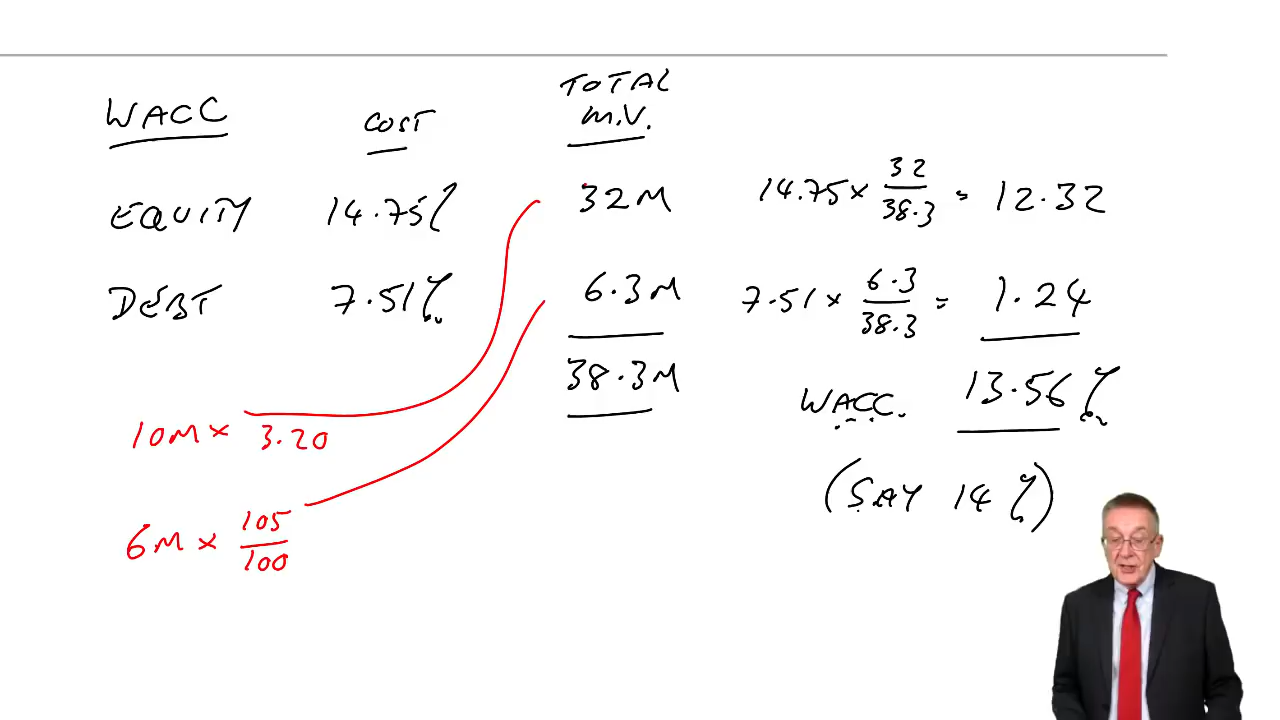 WACC COST TOTAL M.V.
EQUITY 14.75% 32M 14.75 × 32/38.3 = 12.32
DEBT 7.51% 6.3M 7.51 × 6.3/38.3 = 1.24
38.3M WACC. 13.56%
10M × 3.20
(SAY 14%)
6M × 105/100